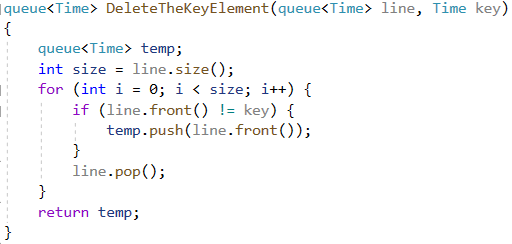 queue<Time> DeleteTheKeyElement(queue<Time> line, Time key)
{
    queue<Time> temp;
    int size = line.size();
    for (int i = 0; i < size; i++) {
        if (line.front() != key) {
            temp.push(line.front());
        }
        line.pop();
    }
    return temp;
}